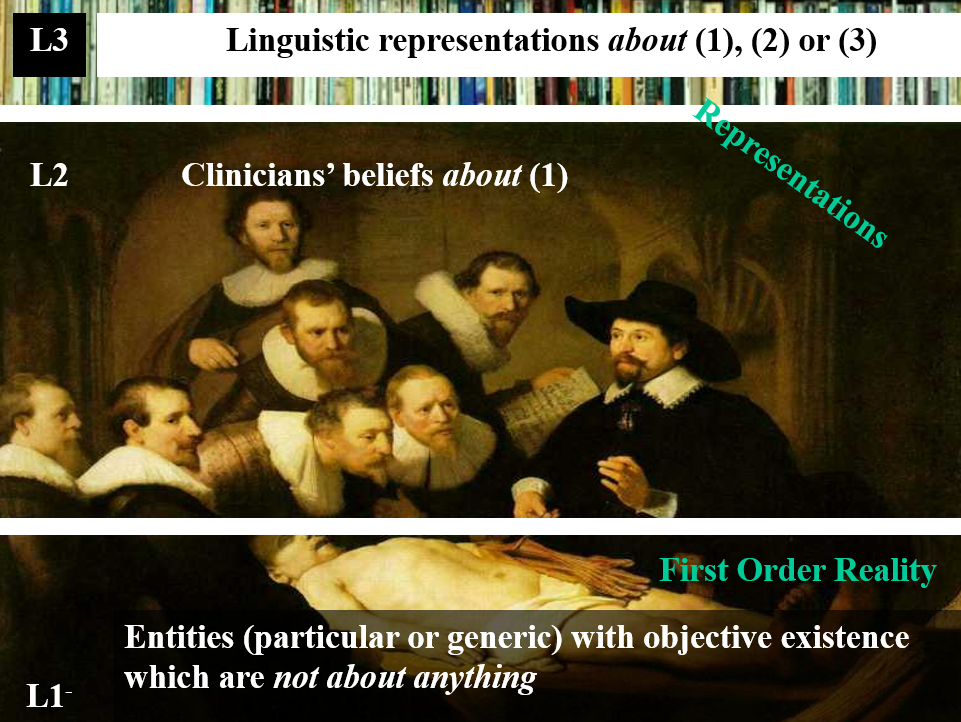 L3
Linguistic representations about (1), (2) or (3)
Representations
L2
Clinicians’ beliefs about (1)
First Order Reality
Entities (particular or generic) with objective existence
which are not about anything
L1-